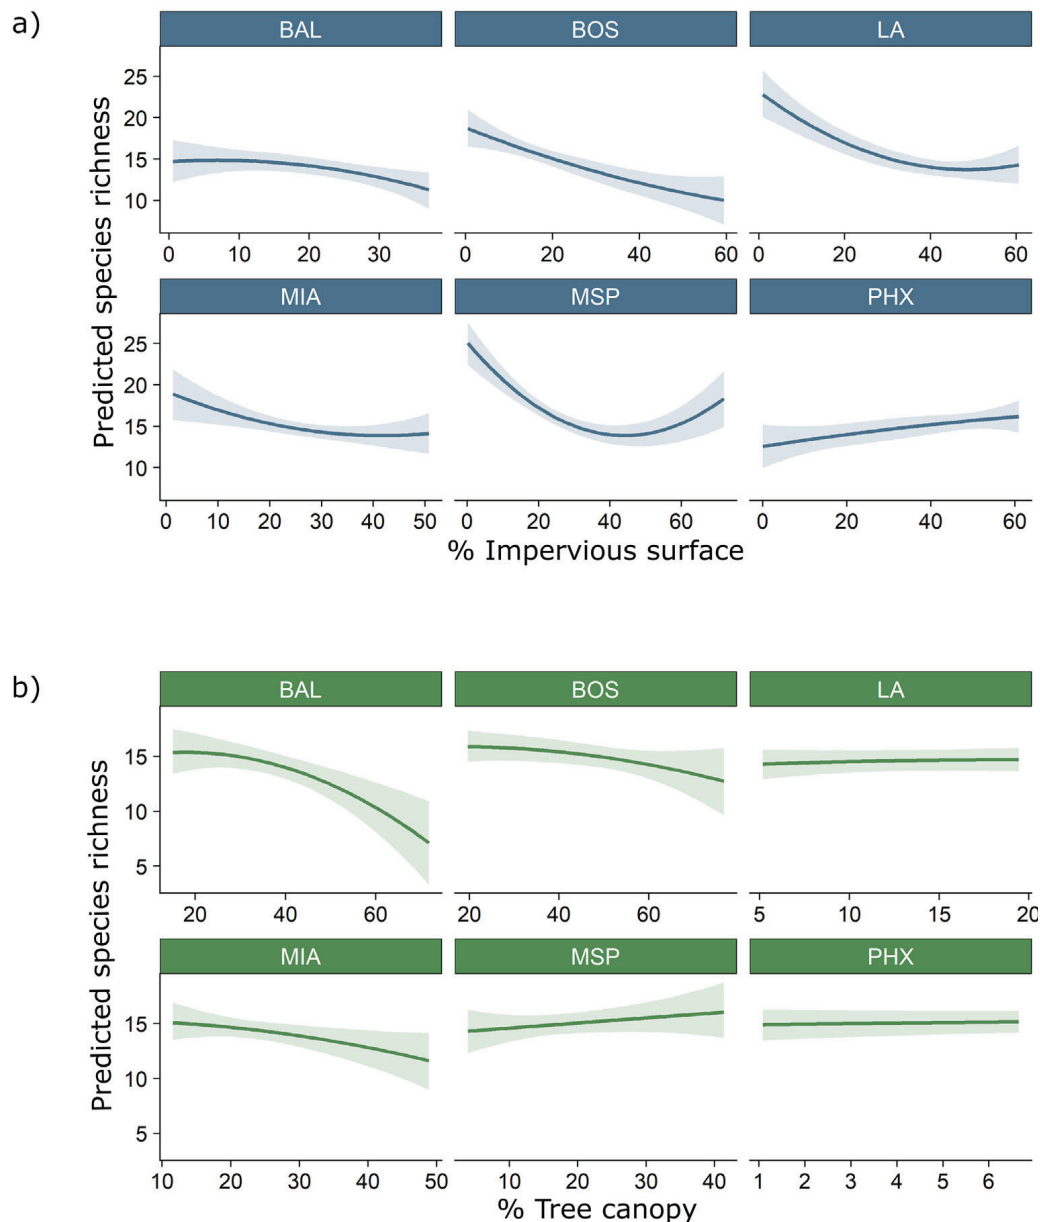 a)
BAL BOS LA
Predicted species richness
25
20
15
10
0 10 20 30 0 20 40 60 0 20 40 60
MIA MSP PHX
25
20
15
10
0 10 20 30 40 50 0 20 40 60 0 20 40 60
% Impervious surface
b)
BAL BOS LA
Predicted species richness
15
10
5
20 40 60 20 40 60 5 10 15 20
MIA MSP PHX
15
10
5
10 20 30 40 50 10 20 30 40 1 2 3 4 5 6
% Tree canopy